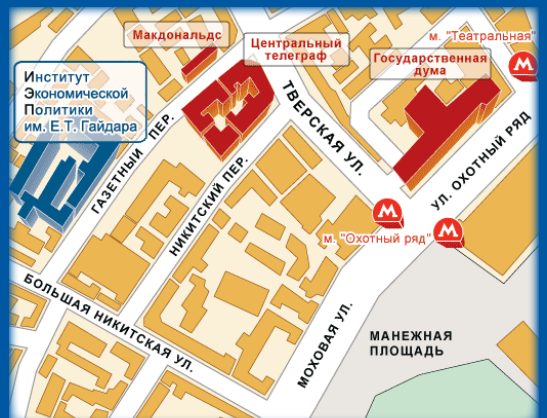 Макдональдс
Центральный
телеграф
м. "Театральная"
Государственная
дума
Институт
Экономической
Политики
им. Е.Т. Гайдара
ГАЗЕТНЫЙ ПЕР.
НИКИТСКИЙ ПЕР.
ТВЕРСКАЯ УЛ.
УЛ. ОХОТНЫЙ РЯД
М
М
М
м. "Охотный ряд"
БОЛЬШАЯ НИКИТСКАЯ УЛ.
МОХОВАЯ УЛ.
МАНЕЖНАЯ
ПЛОЩАДЬ